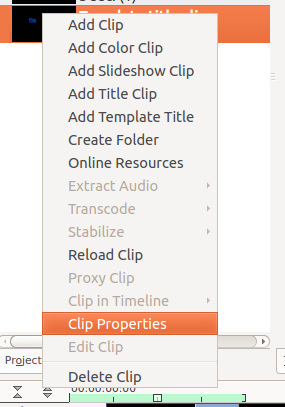 Add Clip
Add Color Clip
Add Slideshow Clip
Add Title Clip
Add Template Title
Create Folder
Online Resources
Extract Audio
Transcode
Stabilize
Reload Clip
Proxy Clip
Clip in Timeline
Clip Properties
Edit Clip
Project
Delete Clip
00:00:00:00